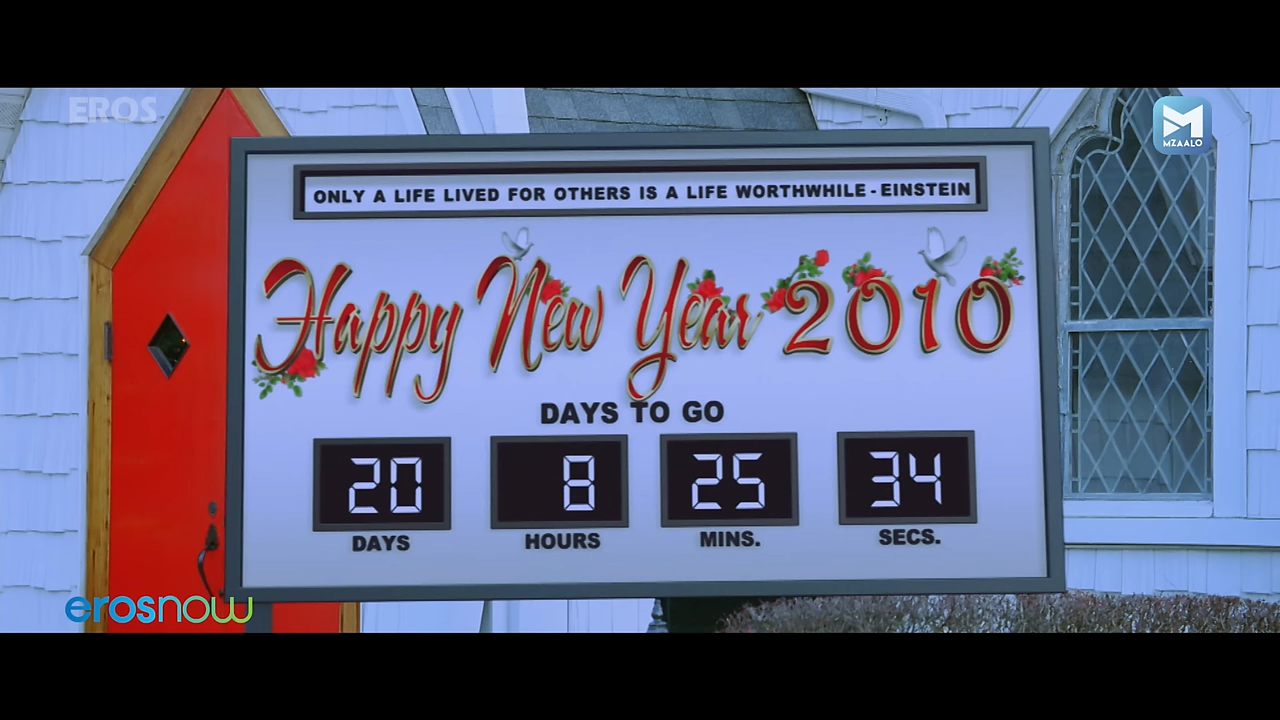 EROS
MZAALO
ONLY A LIFE LIVED FOR OTHERS IS A LIFE WORTHWHILE - EINSTEIN
Happy New Year 2010
DAYS TO GO
20 8 25 34
DAYS HOURS MINS. SECS.
erosnow